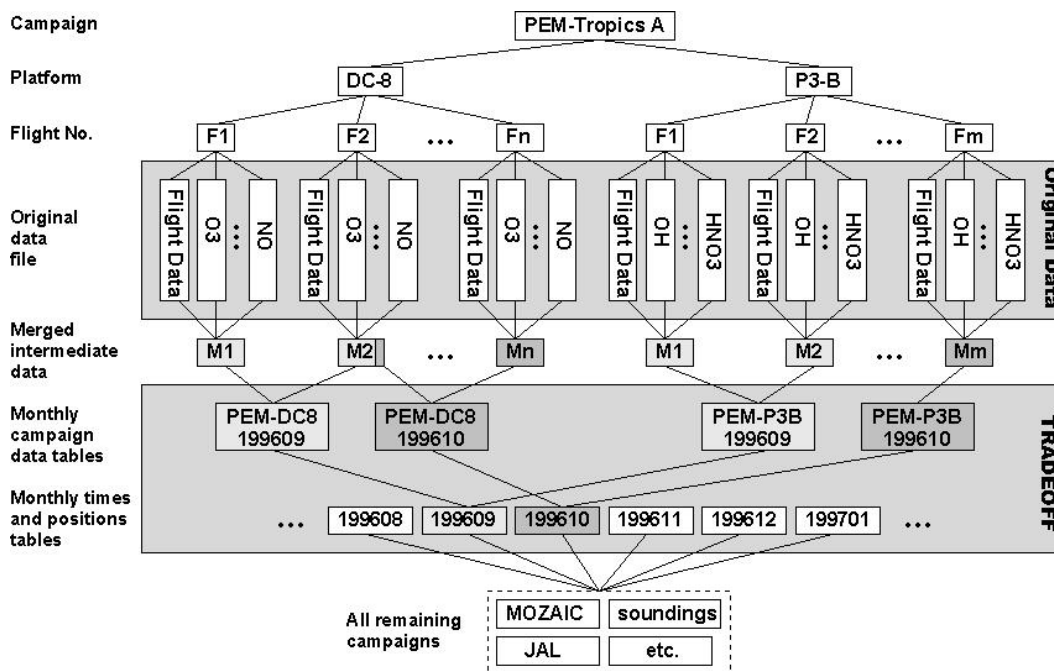 Campaign
PEM-Tropics A
Platform
DC-8
P3-B
Flight No.
F1
F2
...
Fn
F1
F2
...
Fm
Original
data
file
Flight Data
O3
...
NO
Flight Data
O3
...
NO
Flight Data
O3
...
NO
Flight Data
OH
...
HNO3
Flight Data
OH
...
HNO3
Flight Data
OH
...
HNO3
Original Data
Merged
intermediate
data
M1
M2
...
Mn
M1
M2
...
Mm
Monthly
campaign
data tables
PEM-DC8
199609
PEM-DC8
199610
PEM-P3B
199609
PEM-P3B
199610
TRADEOFF
Monthly times
and positions
tables
...
199608
199609
199610
199611
199612
199701
...
All remaining
campaigns
MOZAIC
soundings
JAL
etc.